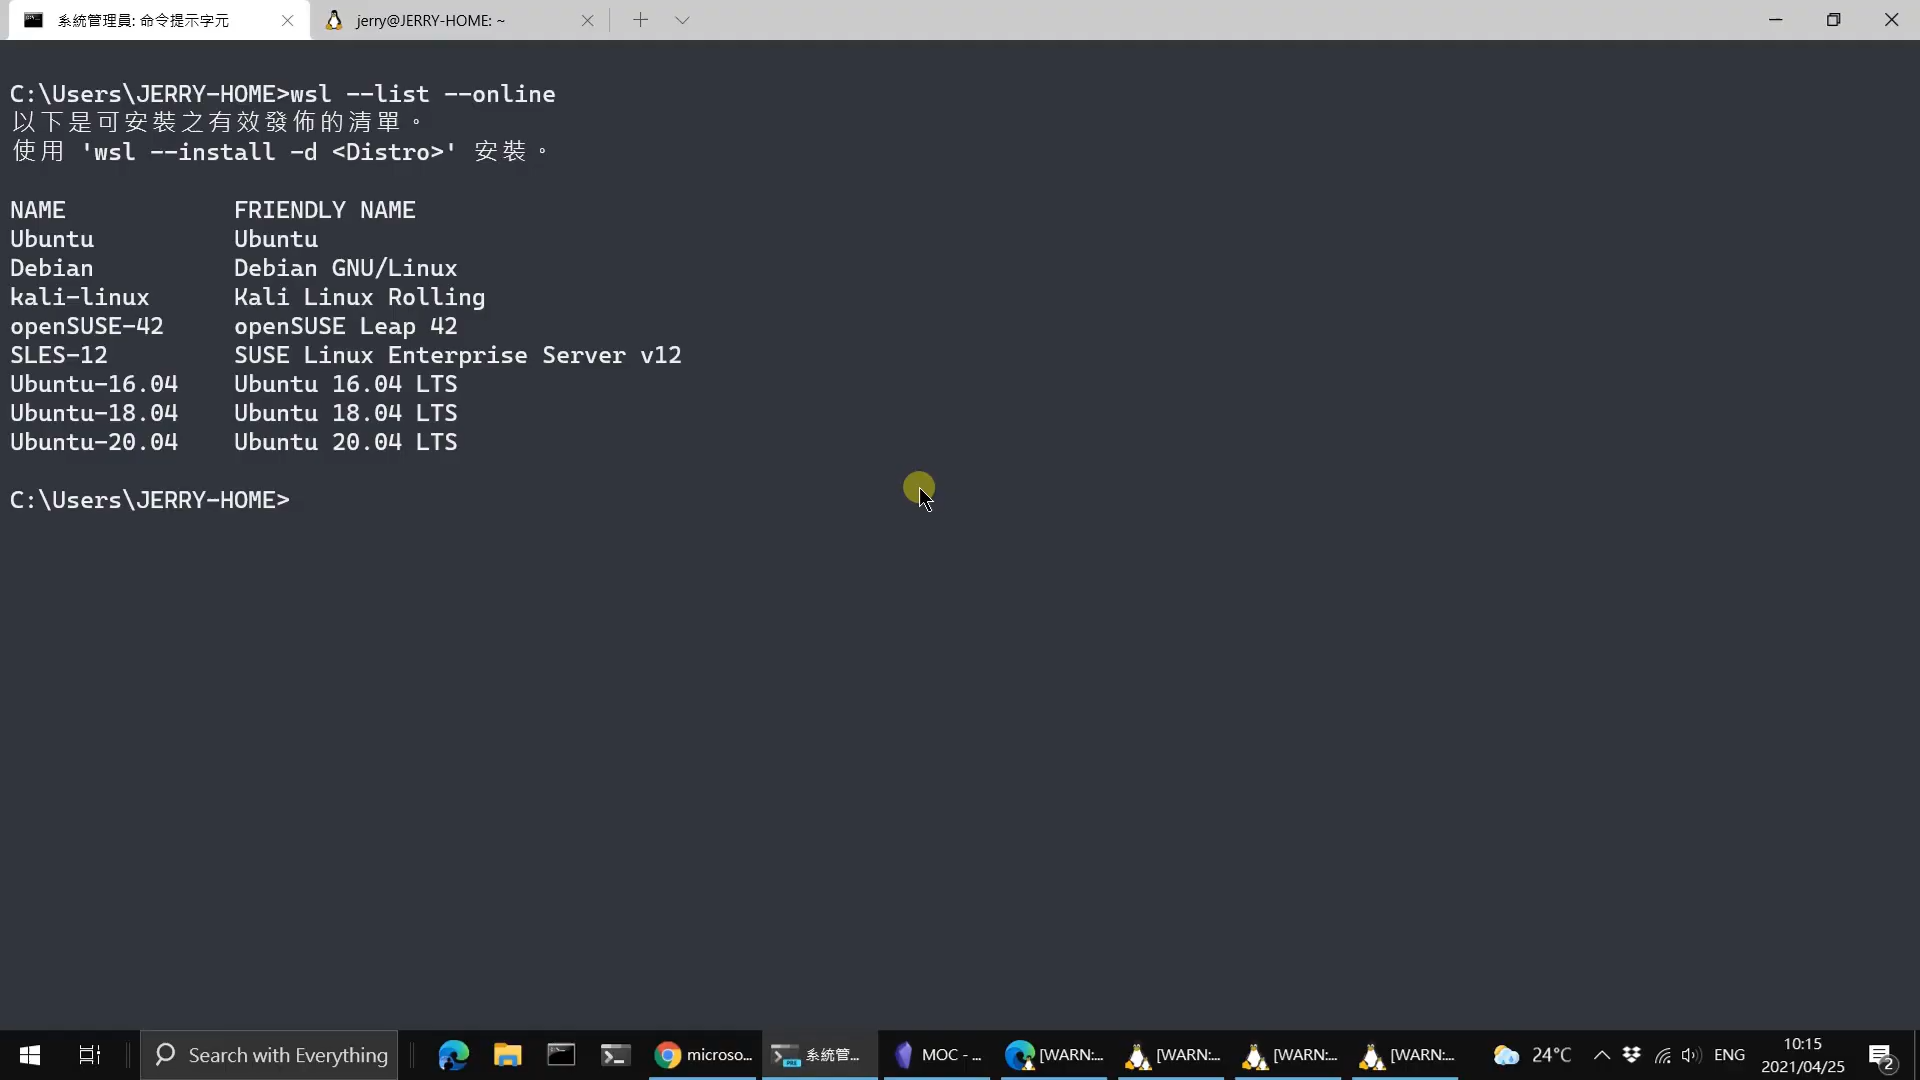 系統管理員: 命令提示字元
jerry@JERRY-HOME: ~
C:\Users\JERRY-HOME>wsl --list --online
以下是可安裝之有效發佈的清單。
使用 'wsl --install -d <Distro>' 安裝。
NAME FRIENDLY NAME
Ubuntu Ubuntu
Debian Debian GNU/Linux
kali-linux Kali Linux Rolling
openSUSE-42 openSUSE Leap 42
SLES-12 SUSE Linux Enterprise Server v12
Ubuntu-16.04 Ubuntu 16.04 LTS
Ubuntu-18.04 Ubuntu 18.04 LTS
Ubuntu-20.04 Ubuntu 20.04 LTS
C:\Users\JERRY-HOME>
Search with Everything
microso...
系統管...
MOC - ...
[WARN:...
[WARN:...
[WARN:...
[WARN:...
24°C
ENG
10:15
2021/04/25
2